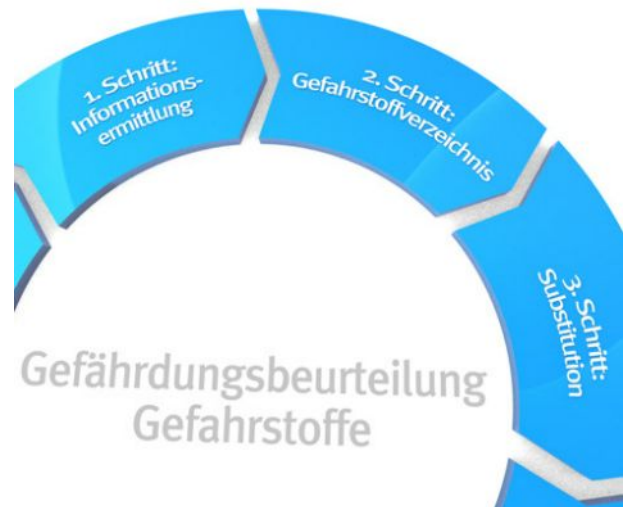 1. Schritt:
Informations-
ermittlung
2. Schritt:
Gefahrstoffverzeichnis
3. Schritt:
Substitution
Gefährdungsbeurteilung
Gefahrstoffe